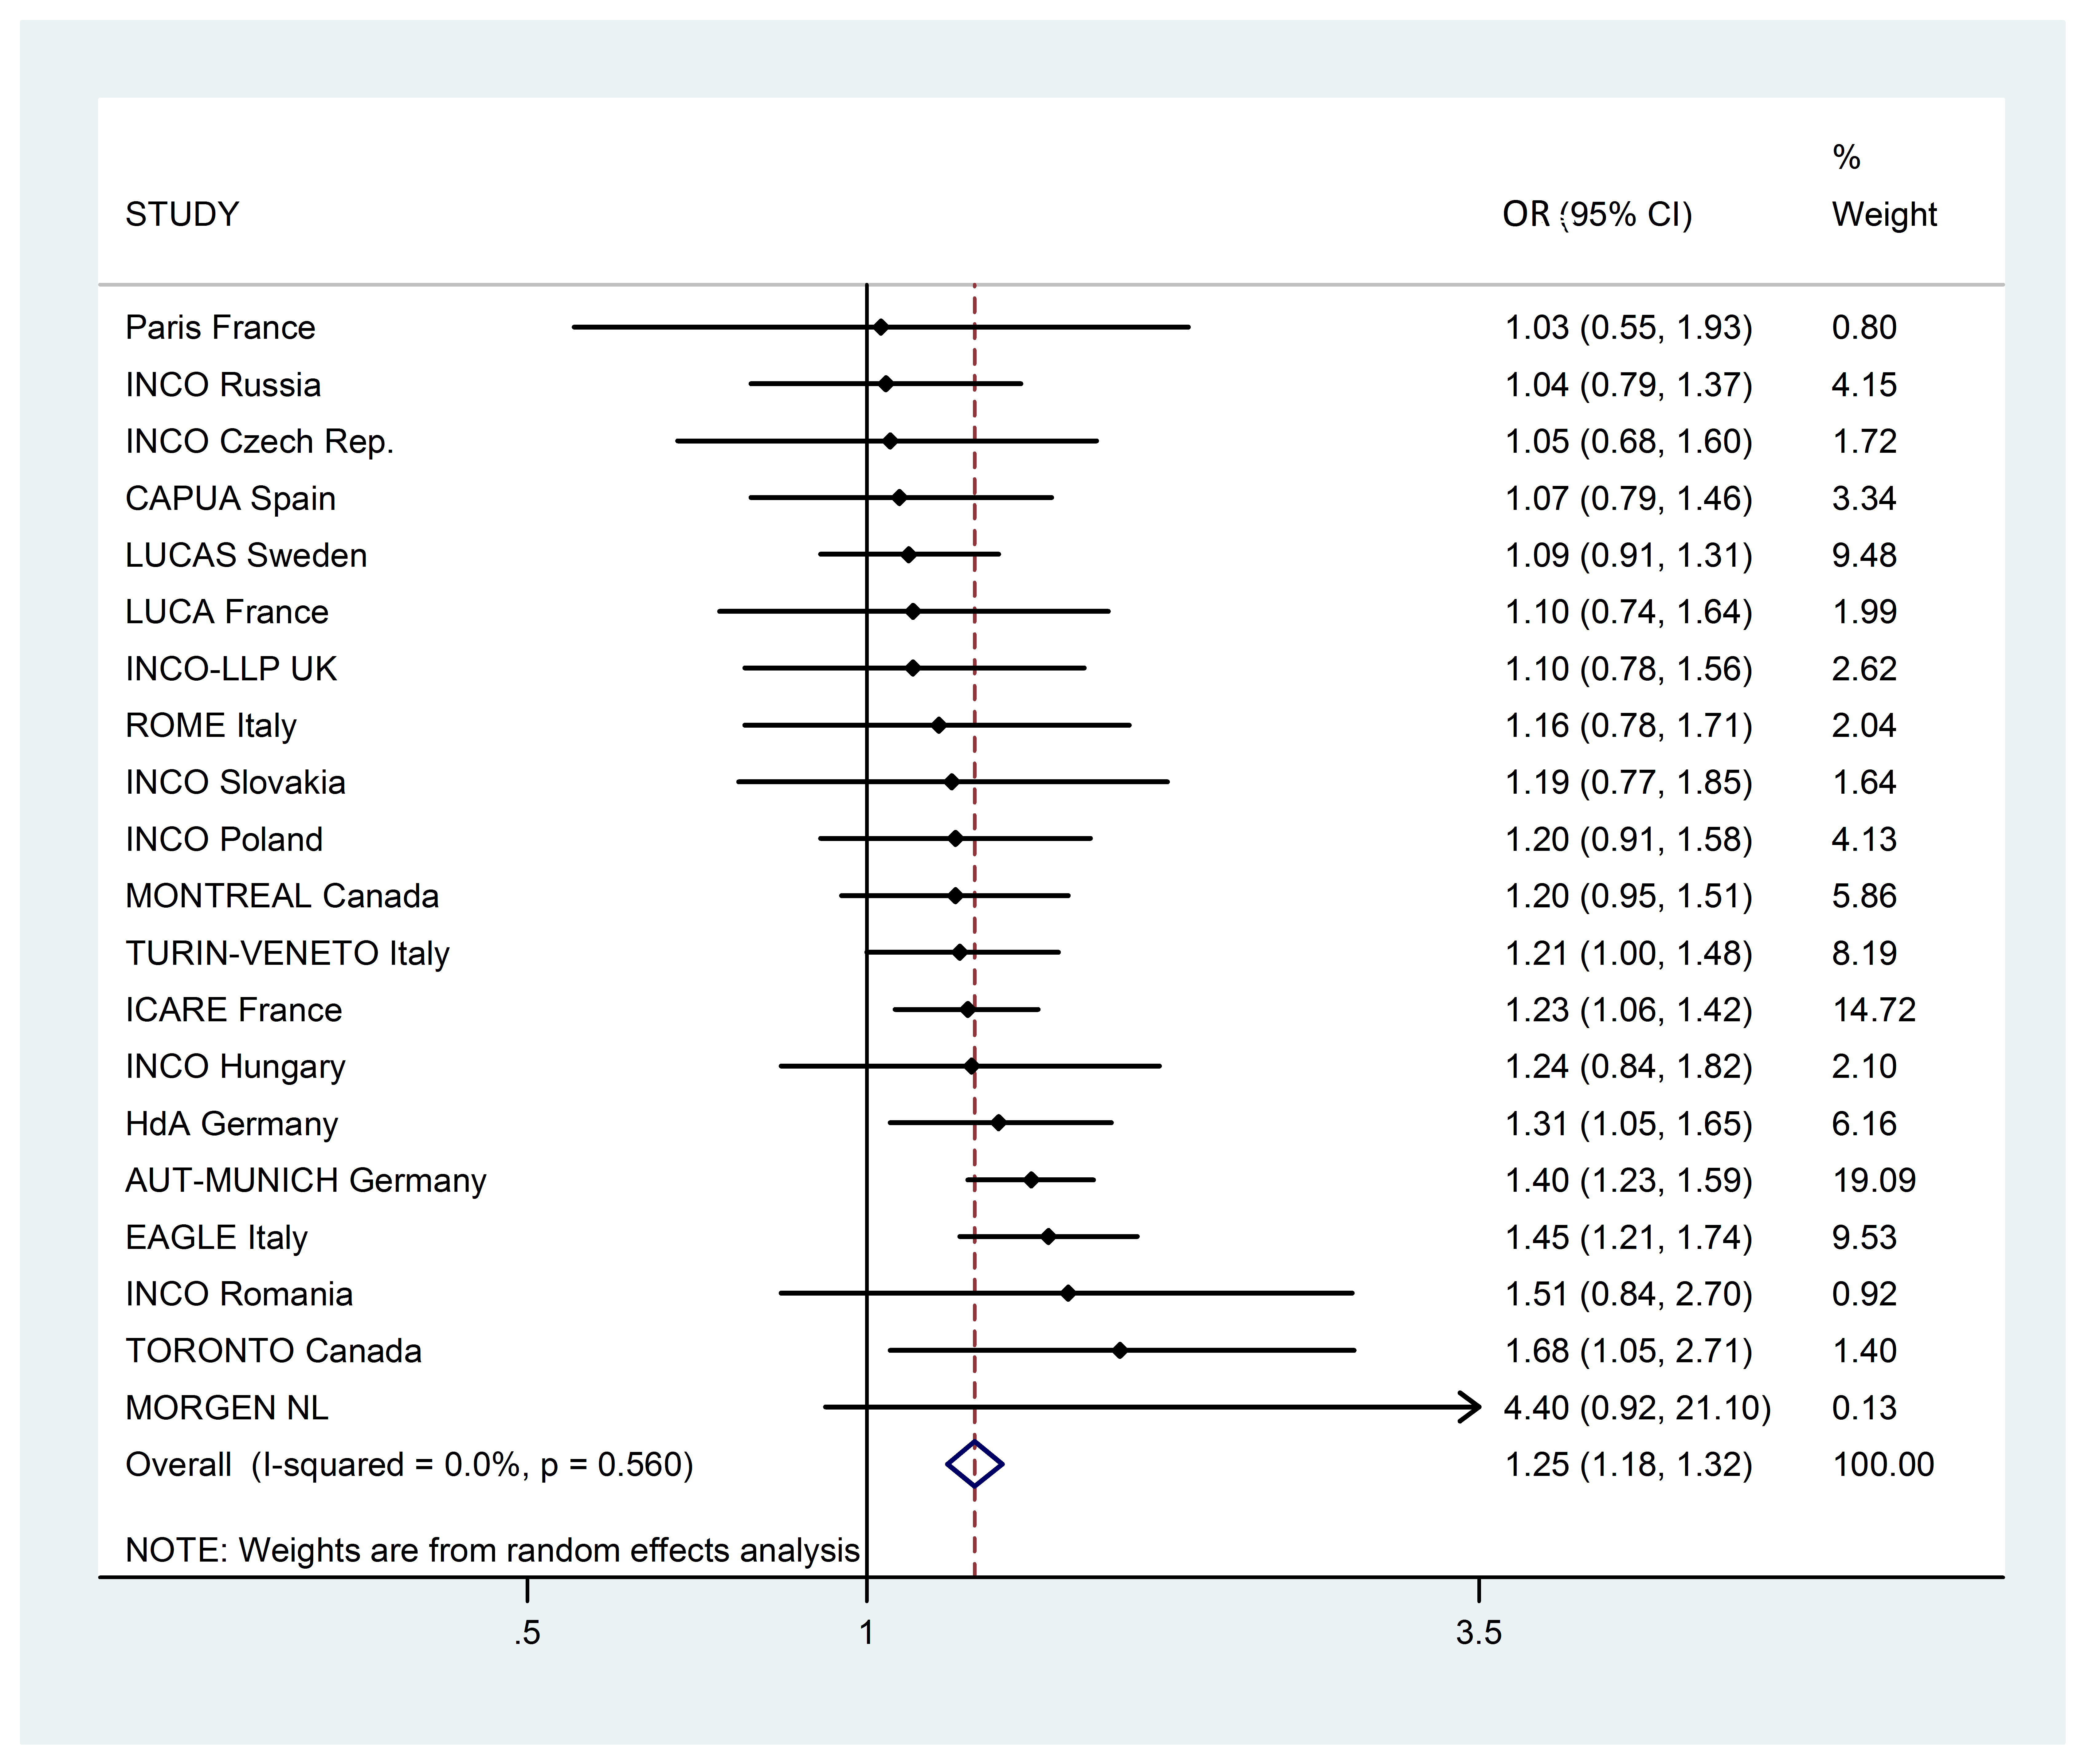 %
STUDY OR (95% CI) Weight
Paris France 1.03 (0.55, 1.93) 0.80
INCO Russia 1.04 (0.79, 1.37) 4.15
INCO Czech Rep. 1.05 (0.68, 1.60) 1.72
CAPUA Spain 1.07 (0.79, 1.46) 3.34
LUCAS Sweden 1.09 (0.91, 1.31) 9.48
LUCA France 1.10 (0.74, 1.64) 1.99
INCO-LLP UK 1.10 (0.78, 1.56) 2.62
ROME Italy 1.16 (0.78, 1.71) 2.04
INCO Slovakia 1.19 (0.77, 1.85) 1.64
INCO Poland 1.20 (0.91, 1.58) 4.13
MONTREAL Canada 1.20 (0.95, 1.51) 5.86
TURIN-VENETO Italy 1.21 (1.00, 1.48) 8.19
ICARE France 1.23 (1.06, 1.42) 14.72
INCO Hungary 1.24 (0.84, 1.82) 2.10
HdA Germany 1.31 (1.05, 1.65) 6.16
AUT-MUNICH Germany 1.40 (1.23, 1.59) 19.09
EAGLE Italy 1.45 (1.21, 1.74) 9.53
INCO Romania 1.51 (0.84, 2.70) 0.92
TORONTO Canada 1.68 (1.05, 2.71) 1.40
MORGEN NL 4.40 (0.92, 21.10) 0.13
Overall (I-squared = 0.0%, p = 0.560) 1.25 (1.18, 1.32) 100.00
NOTE: Weights are from random effects analysis
.5 1 3.5